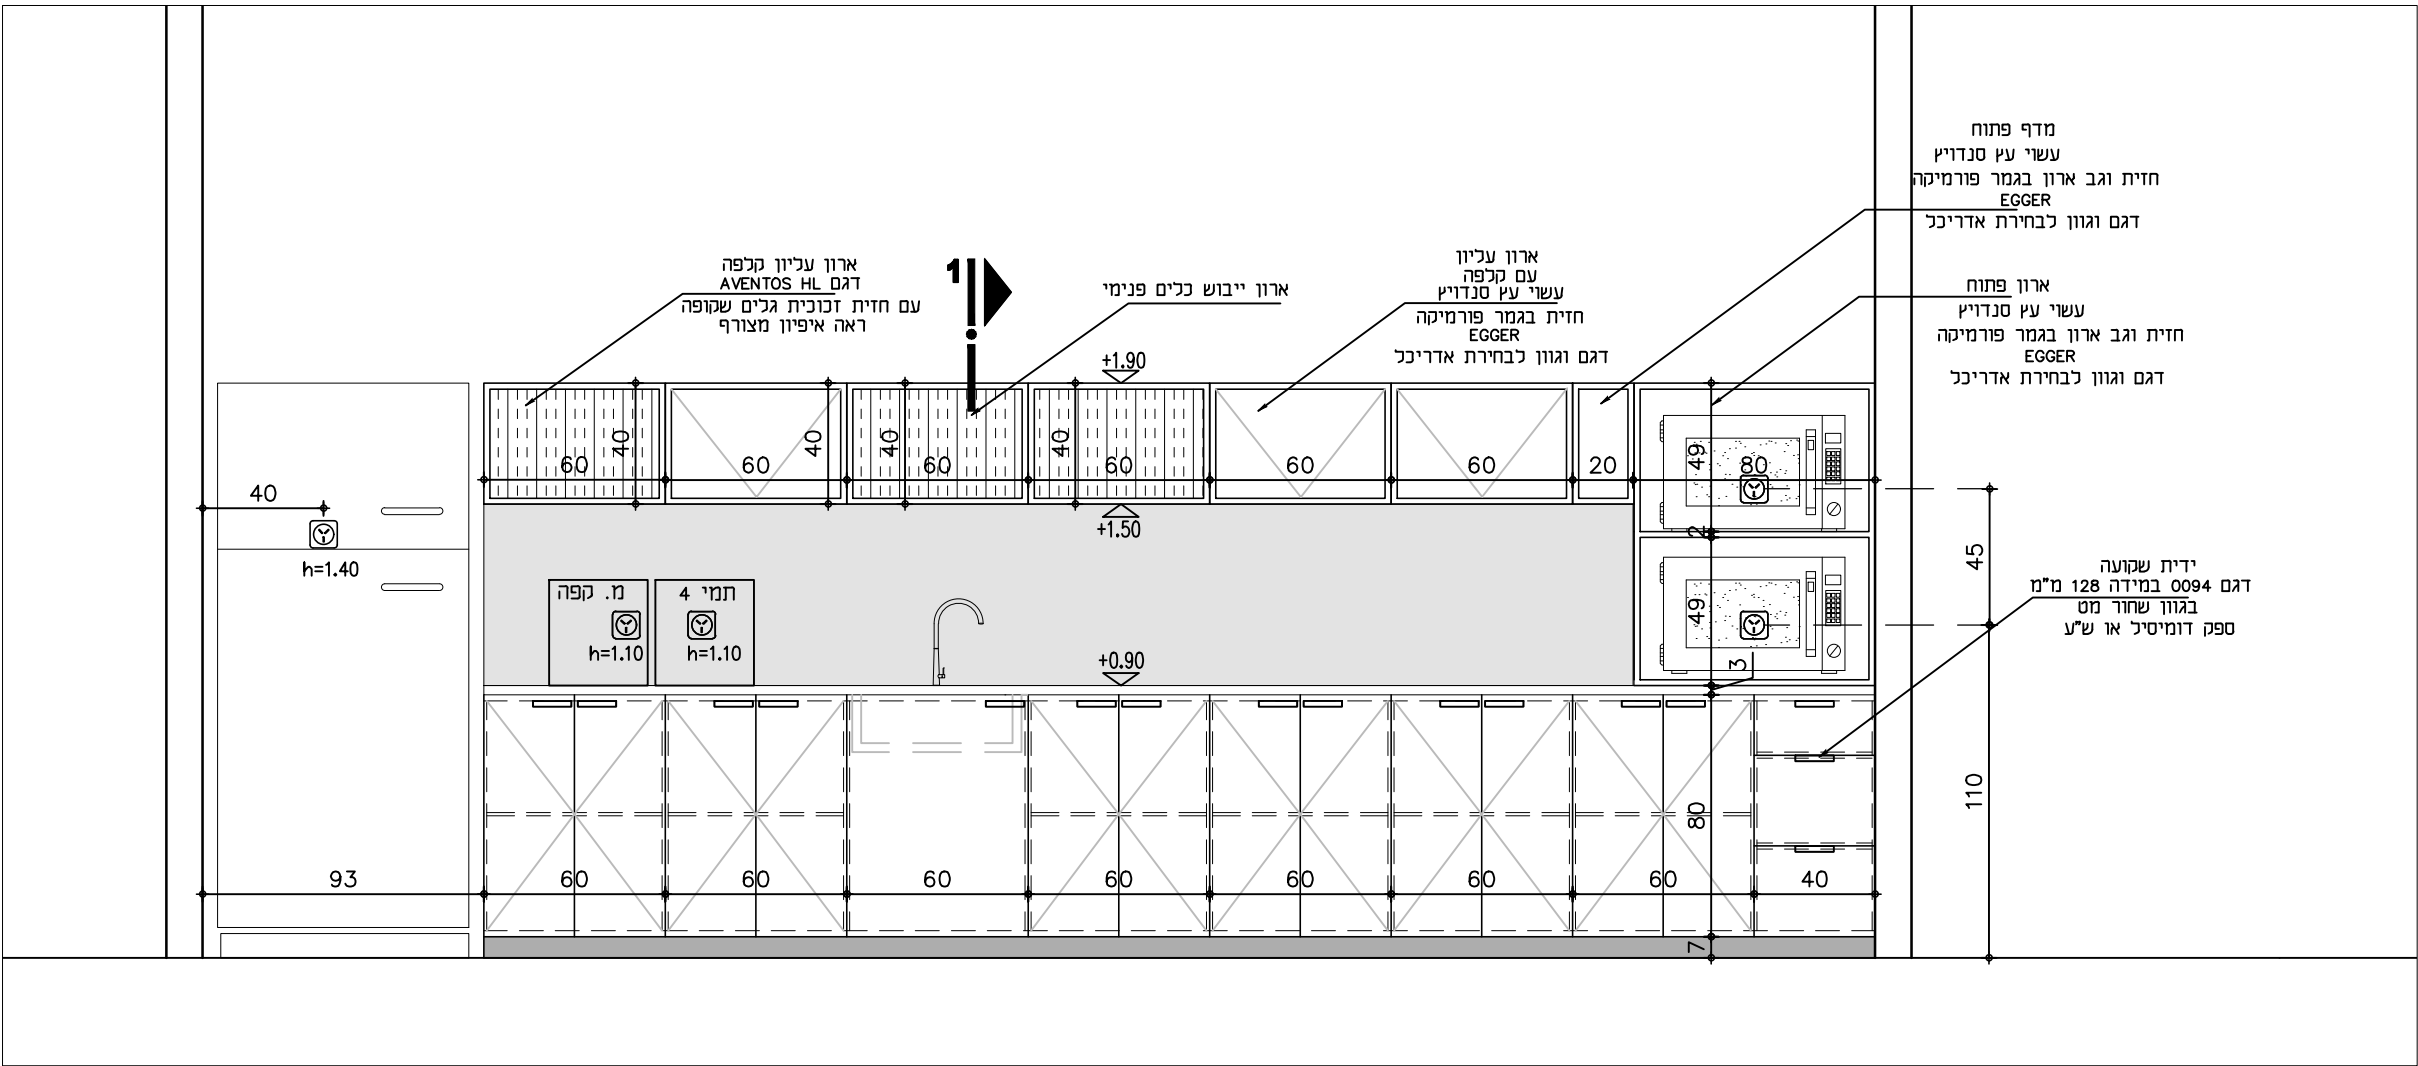 מדף פתוח
עשוי עץ סנדויץ
חזית וגב ארון בגמר פורמיקה
EGGER
דגם וגוון לבחירת אדריכל
ארון עליון קלפה
דגם AVENTOS HL
עם חזית זכוכית גלים שקופה
ראה איפיון מצורף
1
ארון ייבוש כלים פנימי
ארון עליון
עם קלפה
עשוי עץ סנדויץ
חזית בגמר פורמיקה
EGGER
דגם וגוון לבחירת אדריכל
ארון פתוח
עשוי עץ סנדויץ
חזית וגב ארון בגמר פורמיקה
EGGER
דגם וגוון לבחירת אדריכל
+1.90
40
40
40
40
49
60
60
60
60
60
60
20
80
40
+1.50
2
h=1.40
45
מ. קפה
תמי 4
h=1.10
h=1.10
49
+0.90
3
ידית שקועה
דגם 0094 במידה 128 מ"מ
בגוון שחור מט
ספק דומיסיל או ש"ע
110
80
93
60
60
60
60
60
60
60
40
7